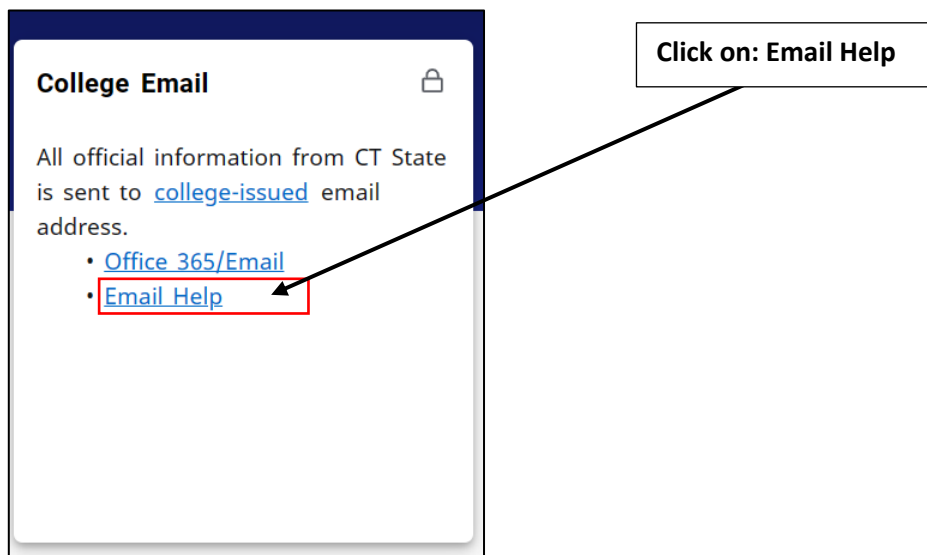 College Email
Click on: Email Help
All official information from CT State
is sent to college-issued email
address.
• Office 365/Email
• Email Help